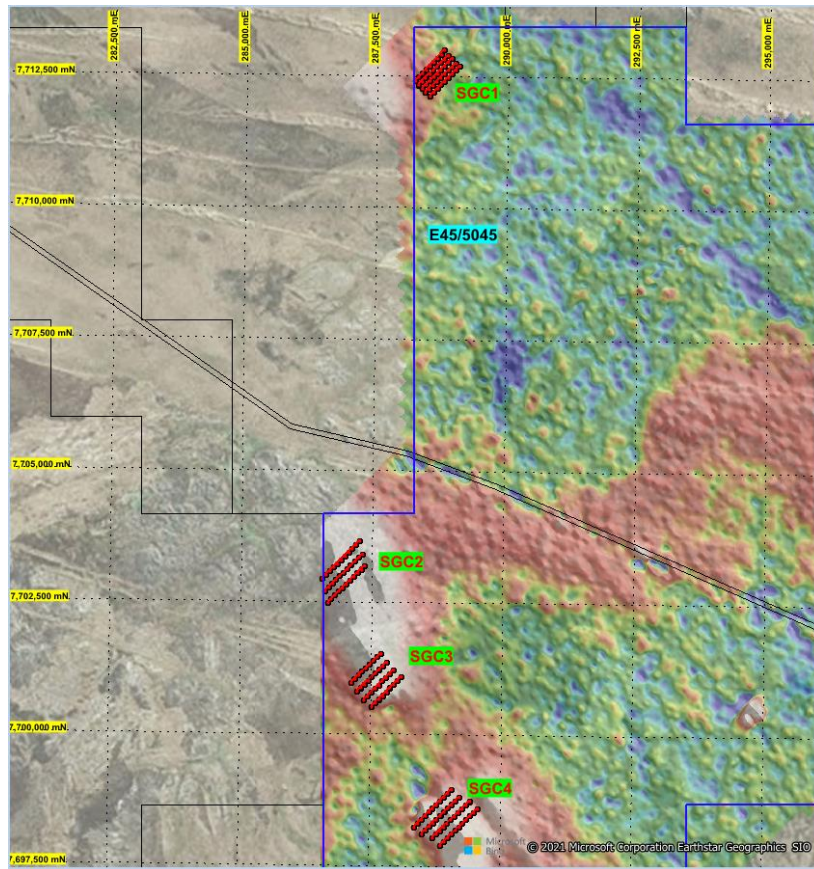 282,500 mE
285,000 mE
287,500 mE
290,000 mE
292,500 mE
295,000 mE
7,712,500 mN
SGC1
7,710,000 mN
E45/5045
7,707,500 mN
7,705,000 mN
SGC2
7,702,500 mN
SGC3
7,700,000 mN
SGC4
Microsoft
Bing
© 2021 Microsoft Corporation Earthstar Geographics SIO
7,697,500 mN